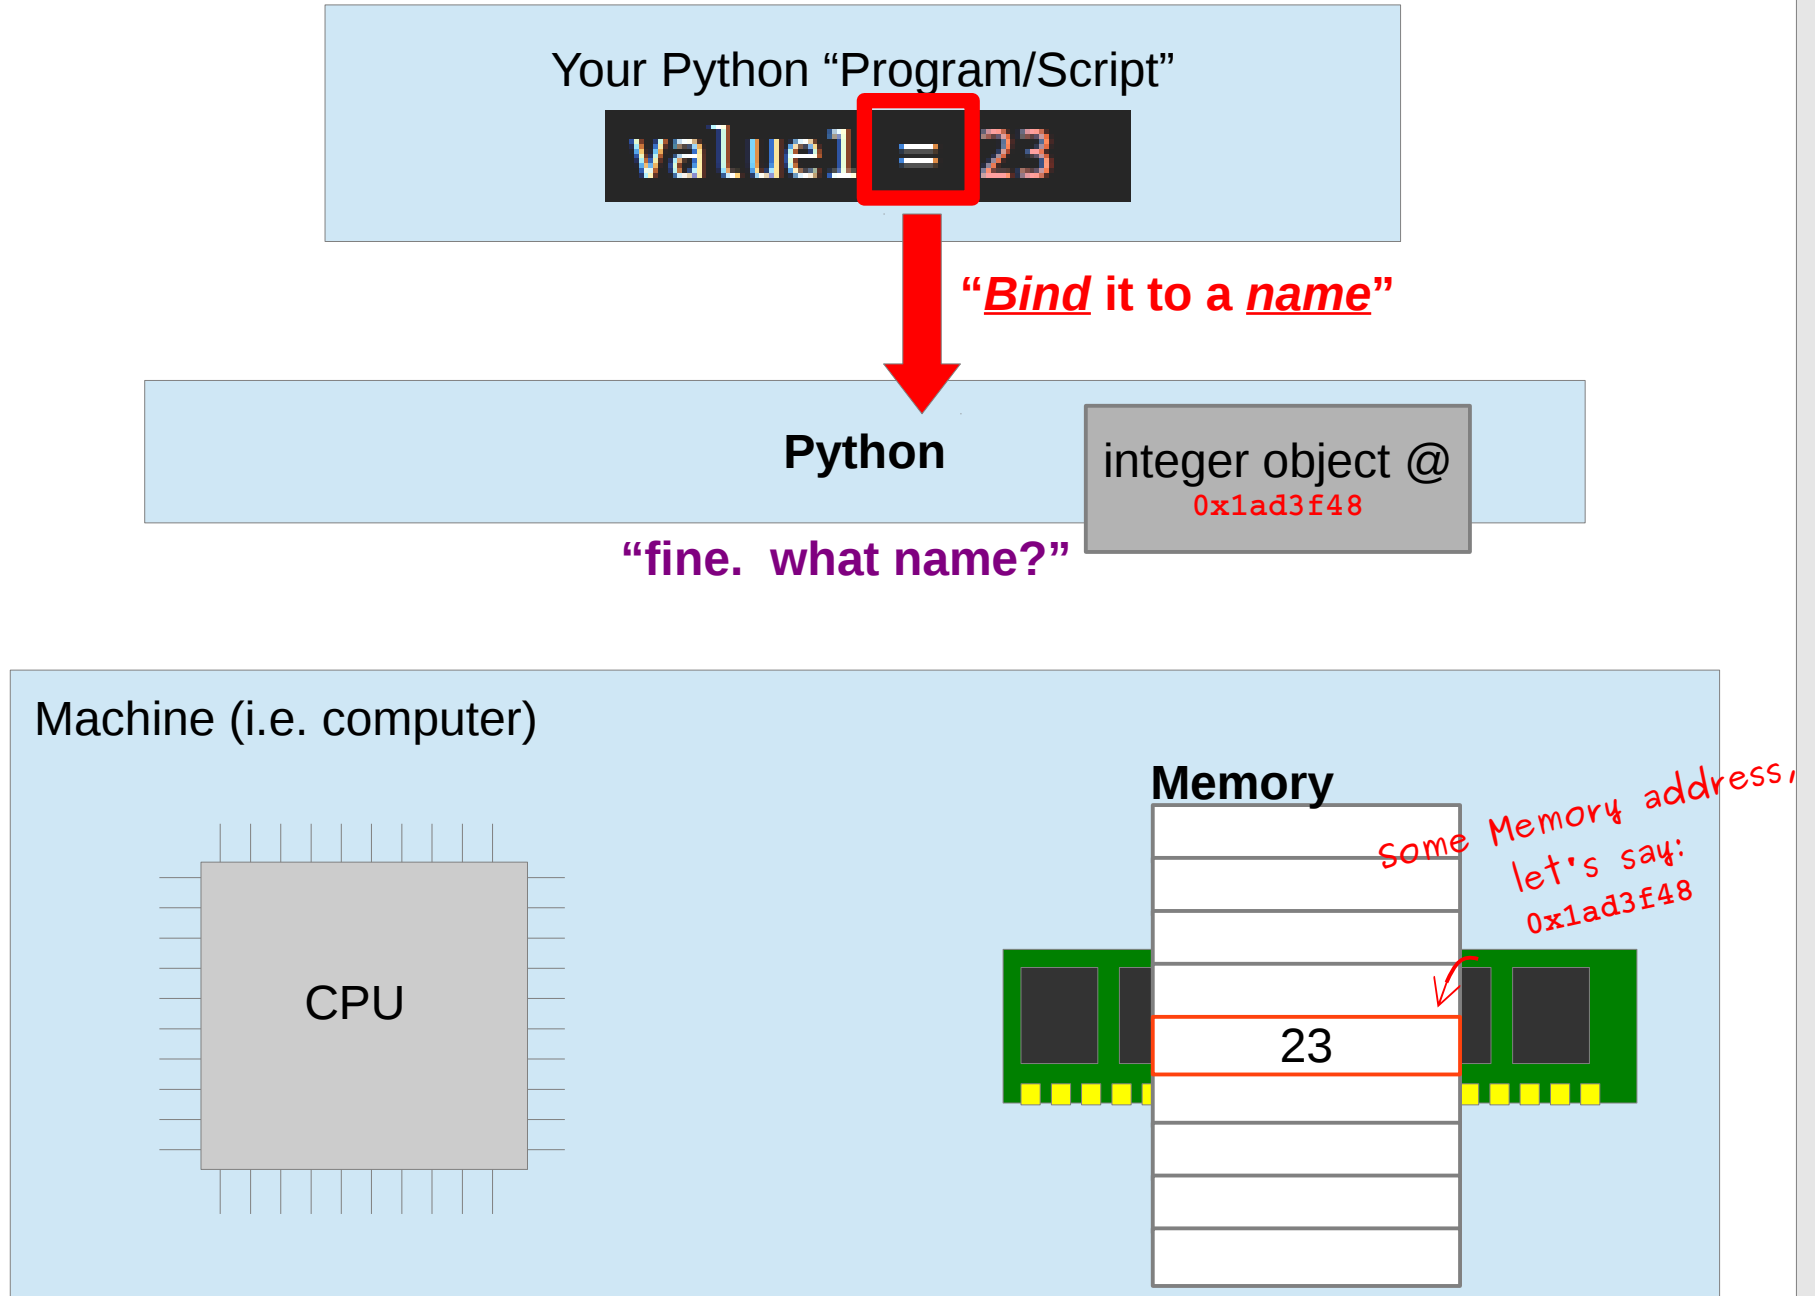 Your Python “Program/Script”
value1 = 23
“Bind it to a name”
Python
integer object @
0x1ad3f48
“fine.  what name?”
Machine (i.e. computer)
Memory
Some Memory address,
let's say:
0x1ad3f48
CPU
23